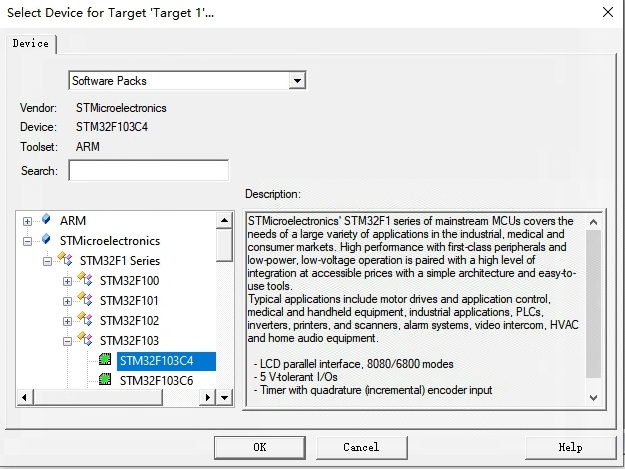 Select Device for Target 'Target 1'...
Device
Software Packs
Vendor: STMicroelectronics
Device: STM32F103C4
Toolset: ARM
Search:
ARM
STMicroelectronics
STM32F1 Series
STM32F100
STM32F101
STM32F102
STM32F103
STM32F103C4
STM32F103C6
Description:
STMicroelectronics' STM32F1 series of mainstream MCUs covers the
needs of a large variety of applications in the industrial, medical and
consumer markets. High performance with first-class peripherals and
low-power, low-voltage operation is paired with a high level of
integration at accessible prices with a simple architecture and easy-to-
use tools.
Typical applications include motor drives and application control,
medical and handheld equipment, industrial applications, PLCs,
inverters, printers, and scanners, alarm systems, video intercom, HVAC
and home audio equipment.
- LCD parallel interface, 8080/6800 modes
- 5 V-tolerant I/Os
- Timer with quadrature (incremental) encoder input
OK
Cancel
Help